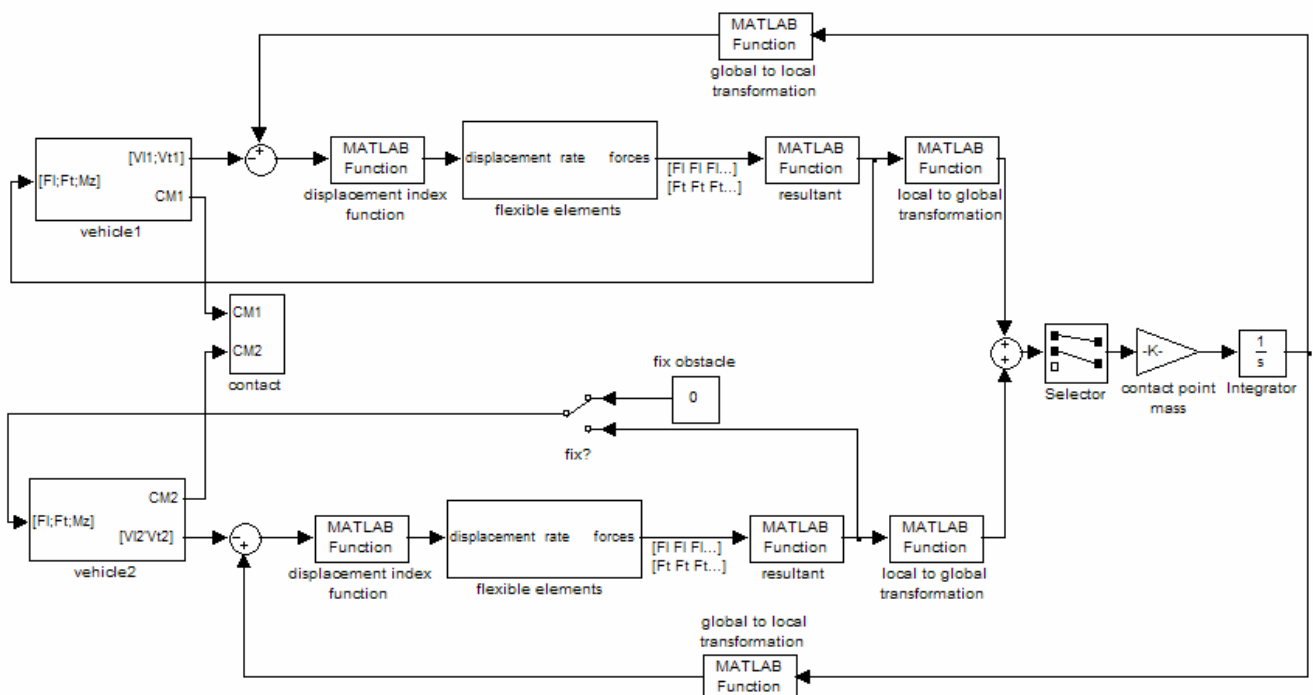 MATLAB
Function
global to local
transformation
[Vl1;Vt1]
[Fl;Ft;Mz]
CM1
vehicle1
+
-
MATLAB
Function
displacement index
function
displacement rate forces
flexible elements
[Fl Fl Fl...]
[Ft Ft Ft...]
MATLAB
Function
resultant
MATLAB
Function
local to global
transformation
CM1
CM2
contact
fix obstacle
0
fix?
+
+
Selector
-K-
contact point
mass
1
s
Integrator
CM2
[Fl;Ft;Mz]
[Vl2'Vt2]
vehicle2
-
+
MATLAB
Function
displacement index
function
displacement rate forces
flexible elements
[Fl Fl Fl...]
[Ft Ft Ft...]
MATLAB
Function
resultant
MATLAB
Function
local to global
transformation
global to local
transformation
MATLAB
Function